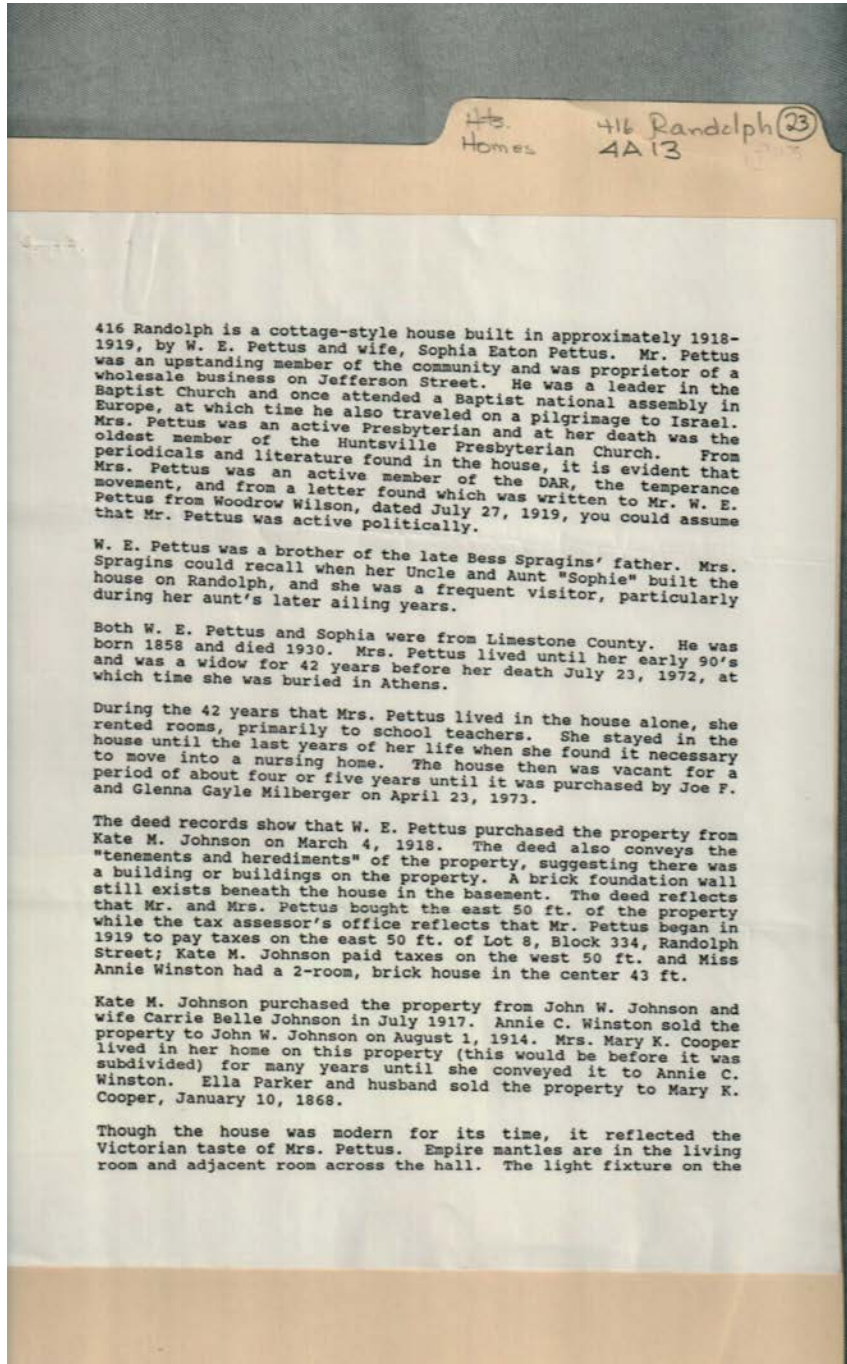 Hts. 416 Randolph 23
Homes 4A13
416 Randolph is a cottage-style house built in approximately 1918-
1919, by W. E. Pettus and wife, Sophia Eaton Pettus. Mr. Pettus
was an upstanding member of the community and was proprietor of a
wholesale business on Jefferson Street. He was a leader in the
Baptist Church and once attended a Baptist national assembly in
Europe, at which time he also traveled on a pilgrimage to Israel.
Mrs. Pettus was an active Presbyterian and at her death was the
oldest member of the Huntsville Presbyterian Church. From
periodicals and literature found in the house, it is evident that
Mrs. Pettus was an active member of the DAR, the temperance
movement, and from a letter found which was written to Mr. W. E.
Pettus from Woodrow Wilson, dated July 27, 1919, you could assume
that Mr. Pettus was active politically.
W. E. Pettus was a brother of the late Bess Spragins' father. Mrs.
Spragins could recall when her Uncle and Aunt "Sophie" built the
house on Randolph, and she was a frequent visitor, particularly
during her aunt's later ailing years.
Both W. E. Pettus and Sophia were from Limestone County. He was
born 1858 and died 1930. Mrs. Pettus lived until her early 90's
and was a widow for 42 years before her death July 23, 1972, at
which time she was buried in Athens.
During the 42 years that Mrs. Pettus lived in the house alone, she
rented rooms, primarily to school teachers. She stayed in the
house until the last years of her life when she found it necessary
to move into a nursing home. The house then was vacant for a
period of about four or five years until it was purchased by Joe F.
and Glenna Gayle Milberger on April 23, 1973.
The deed records show that W. E. Pettus purchased the property from
Kate M. Johnson on March 4, 1918. The deed also conveys the
"tenements and herediments" of the property, suggesting there was
a building or buildings on the property. A brick foundation wall
still exists beneath the house in the basement. The deed reflects
that Mr. and Mrs. Pettus bought the east 50 ft. of the property
while the tax assessor's office reflects that Mr. Pettus began in
1919 to pay taxes on the east 50 ft. of Lot 8, Block 334, Randolph
Street; Kate M. Johnson paid taxes on the west 50 ft. and Miss
Annie Winston had a 2-room, brick house in the center 43 ft.
Kate M. Johnson purchased the property from John W. Johnson and
wife Carrie Belle Johnson in July 1917. Annie C. Winston sold the
property to John W. Johnson on August 1, 1914. Mrs. Mary K. Cooper
lived in her home on this property (this would be before it was
subdivided) for many years until she conveyed it to Annie C.
Winston. Ella Parker and husband sold the property to Mary K.
Cooper, January 10, 1868.
Though the house was modern for its time, it reflected the
Victorian taste of Mrs. Pettus. Empire mantles are in the living
room and adjacent room across the hall. The light fixture on the